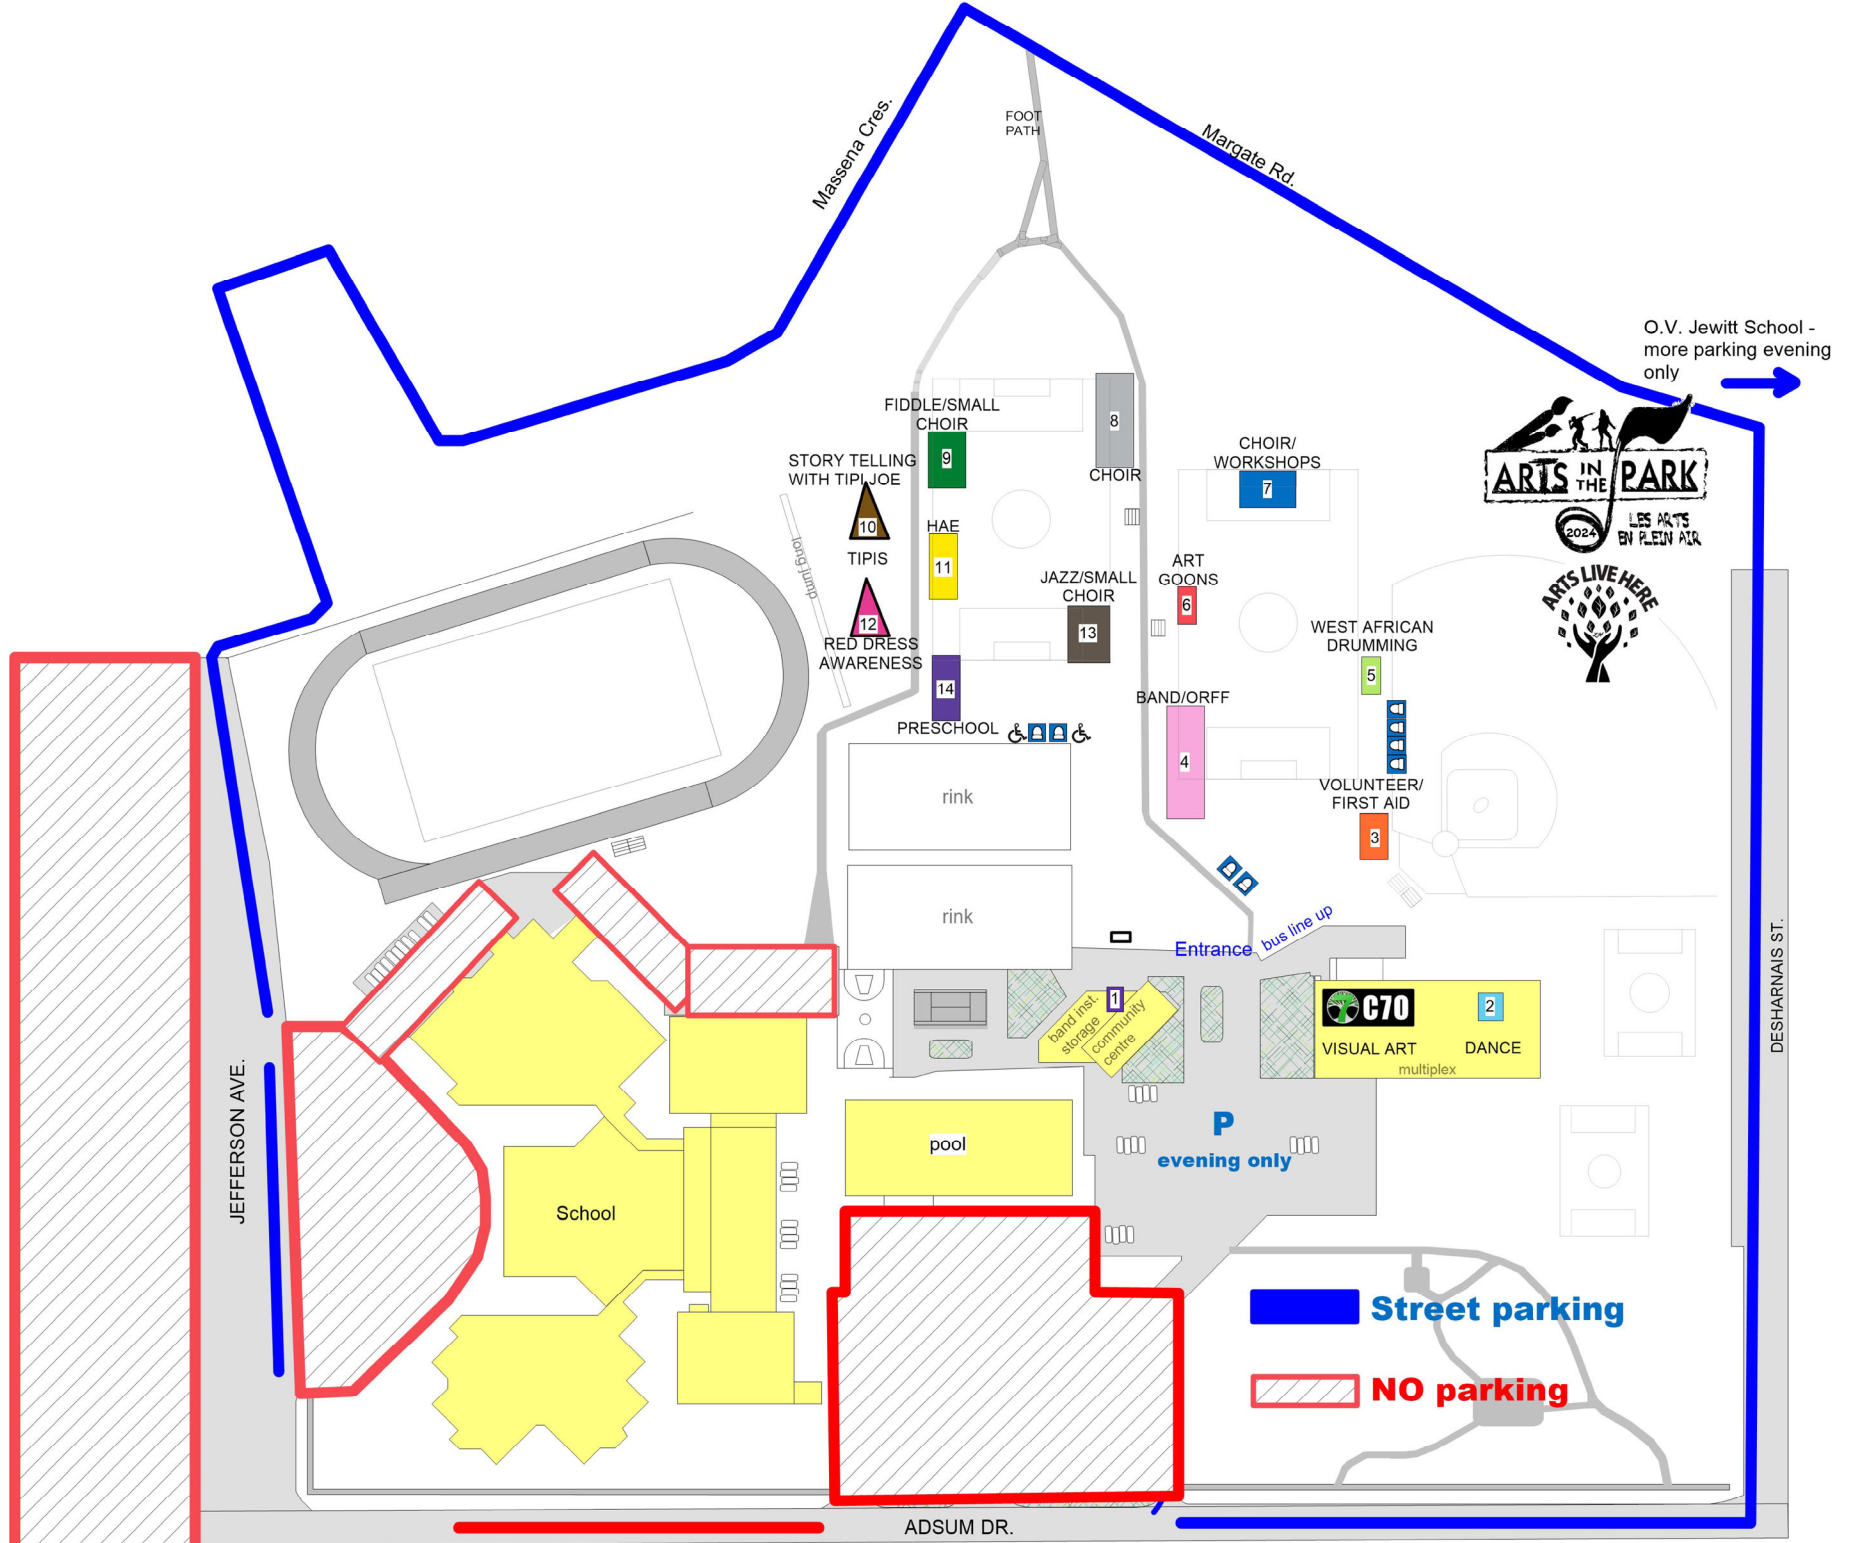 FOOT
PATH
Massena Cres.
Margate Rd.
O.V. Jewitt School -
more parking evening
only
ARTS IN THE PARK
2024
LES ARTS
EN PLEIN AIR
ARTS LIVE HERE
FIDDLE/SMALL
CHOIR
9
8
CHOIR
CHOIR/
WORKSHOPS
7
STORY TELLING
WITH TIPI JOE
10
TIPIS
HAE
11
long jump
12
RED DRESS
AWARENESS
JAZZ/SMALL
CHOIR
13
ART
GOONS
6
WEST AFRICAN
DRUMMING
5
14
PRESCHOOL
BAND/ORFF
4
VOLUNTEER/
FIRST AID
3
rink
rink
Entrance
bus line up
1
band inst.
storage
community
centre
C70
2
VISUAL ART
DANCE
multiplex
DESHARNAIS ST.
JEFFERSON AVE.
P
evening only
pool
School
Street parking
NO parking
ADSUM DR.